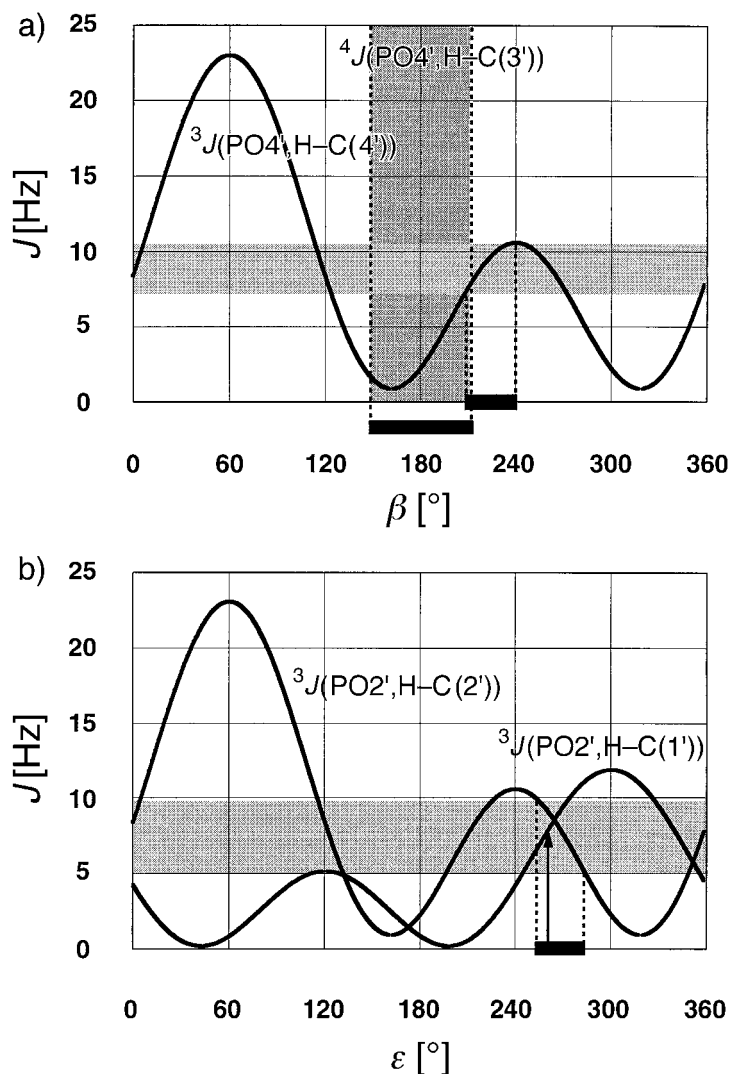 a)
25
20
15
10
5
0
J [Hz]
⁴J(PO4',H–C(3'))
³J(PO4',H–C(4'))
0 60 120 180 240 300 360
β [°]
b)
25
20
15
10
5
0
J [Hz]
³J(PO2',H–C(2'))
³J(PO2',H–C(1'))
0 60 120 180 240 300 360
ε [°]